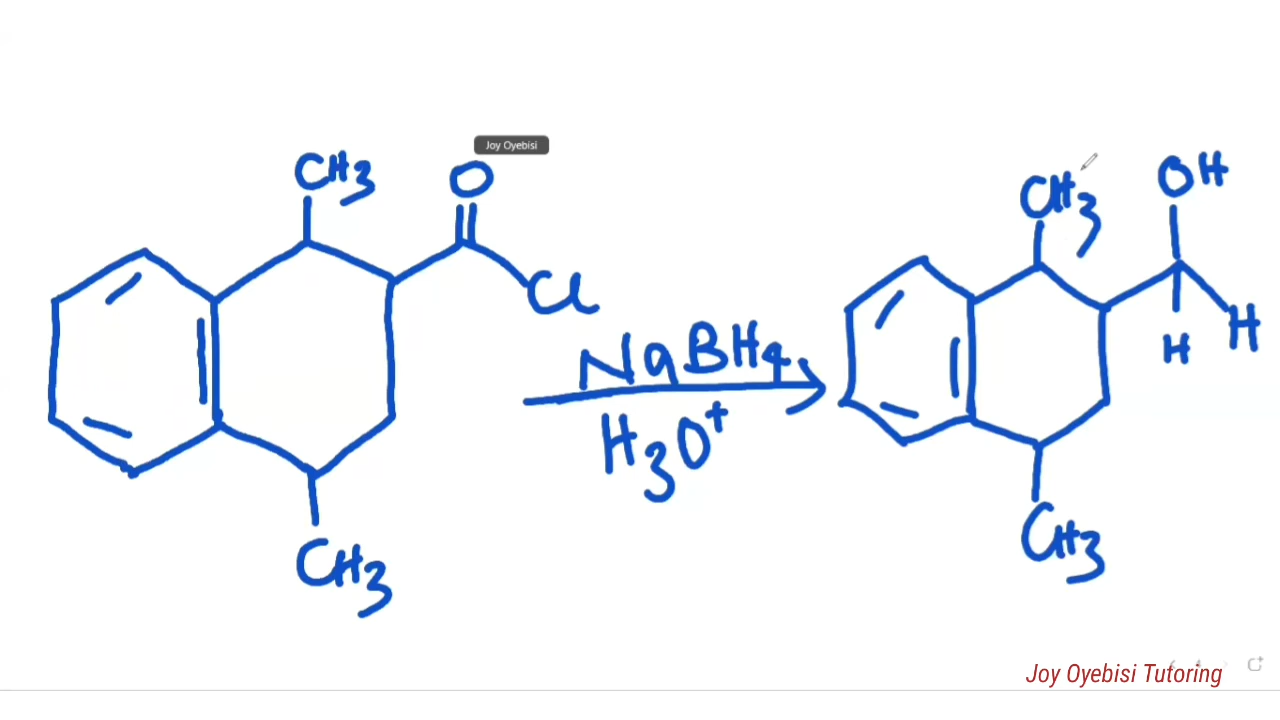 Joy Oyebisi
CH3
O
Cl
CH3
NaBH4
H3O+
CH3
OH
H
H
CH3
Joy Oyebisi Tutoring